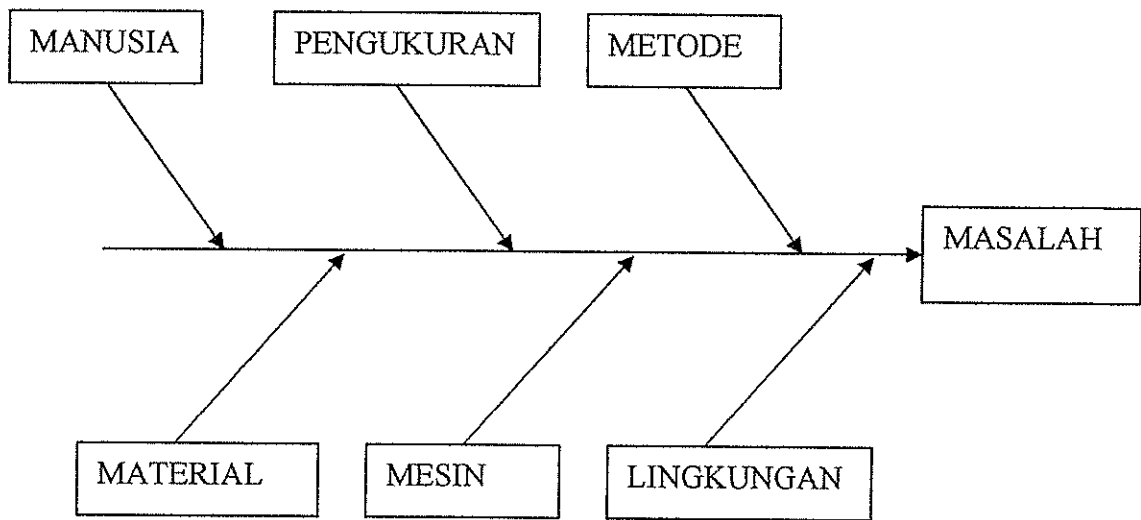 MANUSIA
PENGUKURAN
METODE
MASALAH
MATERIAL
MESIN
LINGKUNGAN